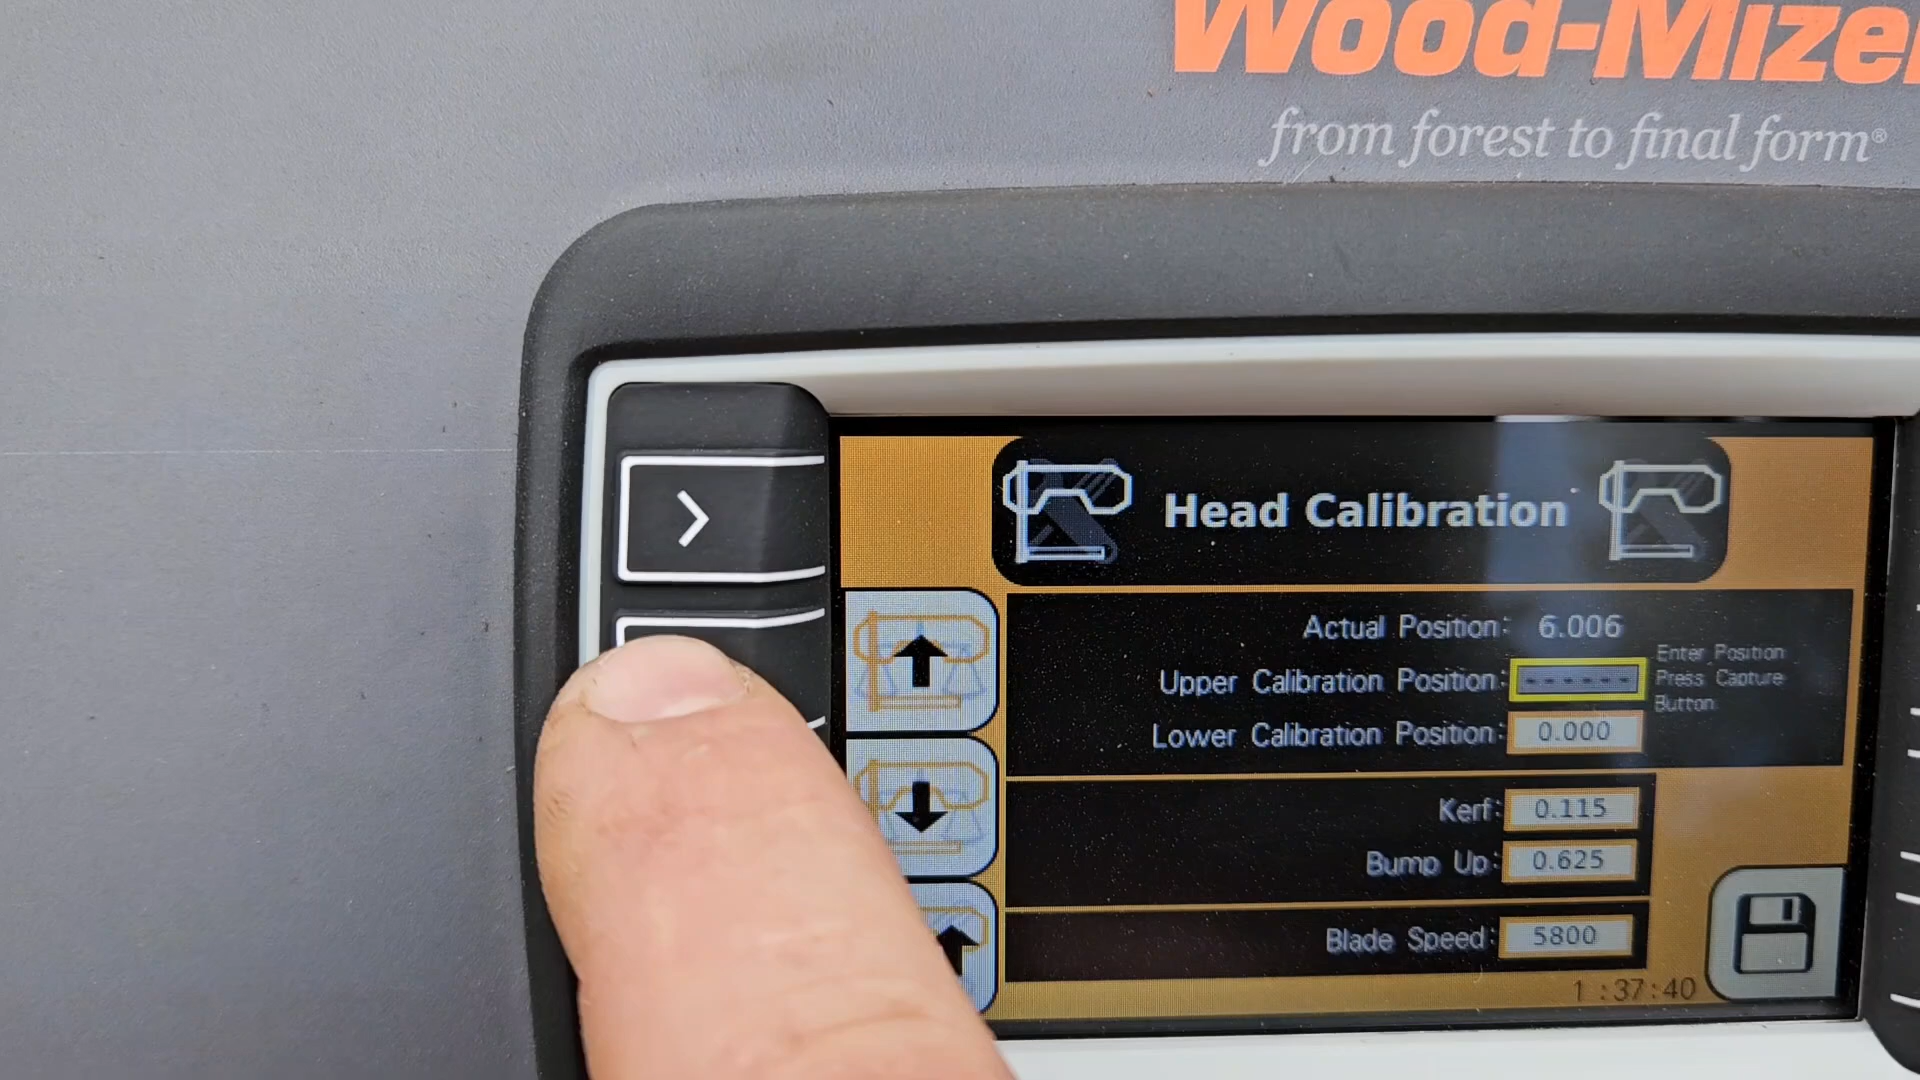 Wood-Mizer
from forest to final form®
Head Calibration
Actual Position: 6.006
Upper Calibration Position: ------
Enter Position
Press Capture
Button
Lower Calibration Position: 0.000
Kerf: 0.115
Bump Up: 0.625
Blade Speed: 5800
1:37:40